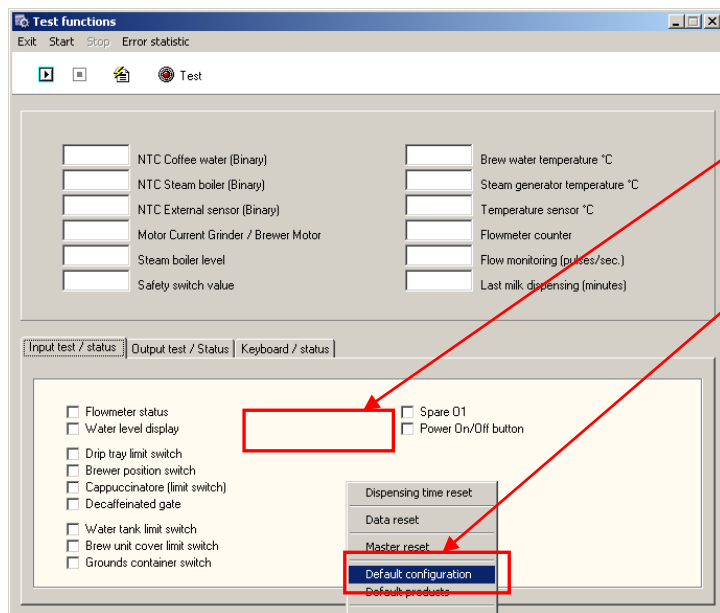 Test functions
Exit Start Stop Error statistic
Test
NTC Coffee water (Binary)
NTC Steam boiler (Binary)
NTC External sensor (Binary)
Motor Current Grinder / Brewer Motor
Steam boiler level
Safety switch value
Brew water temperature °C
Steam generator temperature °C
Temperature sensor °C
Flowmeter counter
Flow monitoring (pulses/sec.)
Last milk dispensing (minutes)
Input test / status Output test / Status Keyboard / status
Flowmeter status
Water level display
Drip tray limit switch
Brewer position switch
Cappuccinatore (limit switch)
Decaffeinated gate
Water tank limit switch
Brew unit cover limit switch
Grounds container switch
Spare 01
Power On/Off button
Dispensing time reset
Data reset
Master reset
Default configuration
Default products